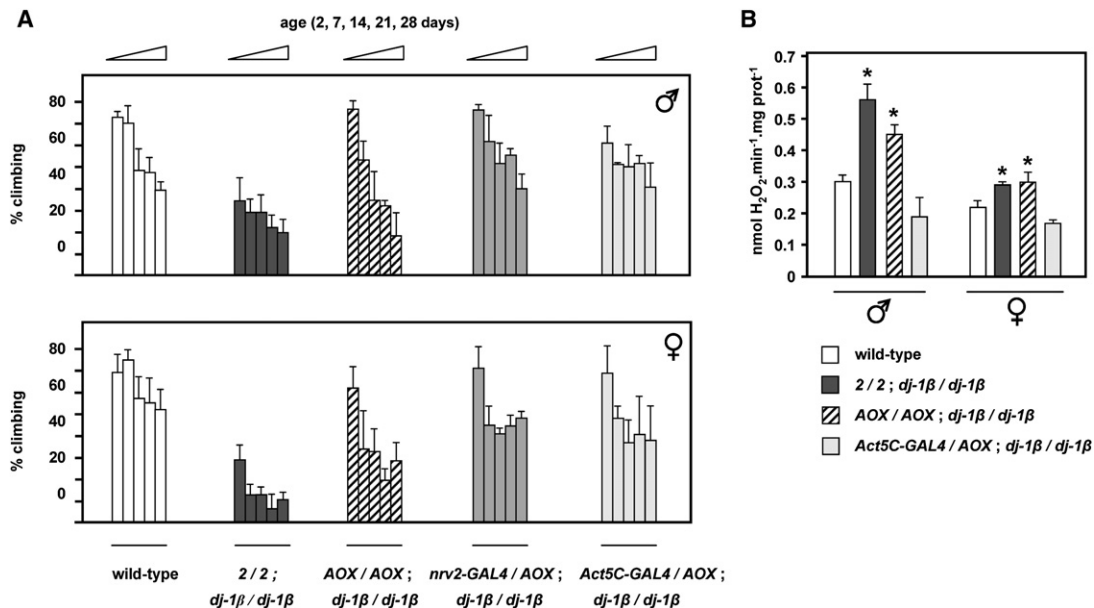 A
age (2, 7, 14, 21, 28 days)
♂
% climbing
80
60
40
20
0
♀
% climbing
80
60
40
20
0
wild-type
2 / 2 ;
dj-1β / dj-1β
AOX / AOX ;
dj-1β / dj-1β
nrv2-GAL4 / AOX ;
dj-1β / dj-1β
Act5C-GAL4 / AOX ;
dj-1β / dj-1β
B
nmol H₂O₂.min⁻¹.mg prot⁻¹
0.7
0.6
0.5
0.4
0.3
0.2
0.1
0
* * * *
♂ ♀
wild-type
2 / 2 ; dj-1β / dj-1β
AOX / AOX ; dj-1β / dj-1β
Act5C-GAL4 / AOX ; dj-1β / dj-1β